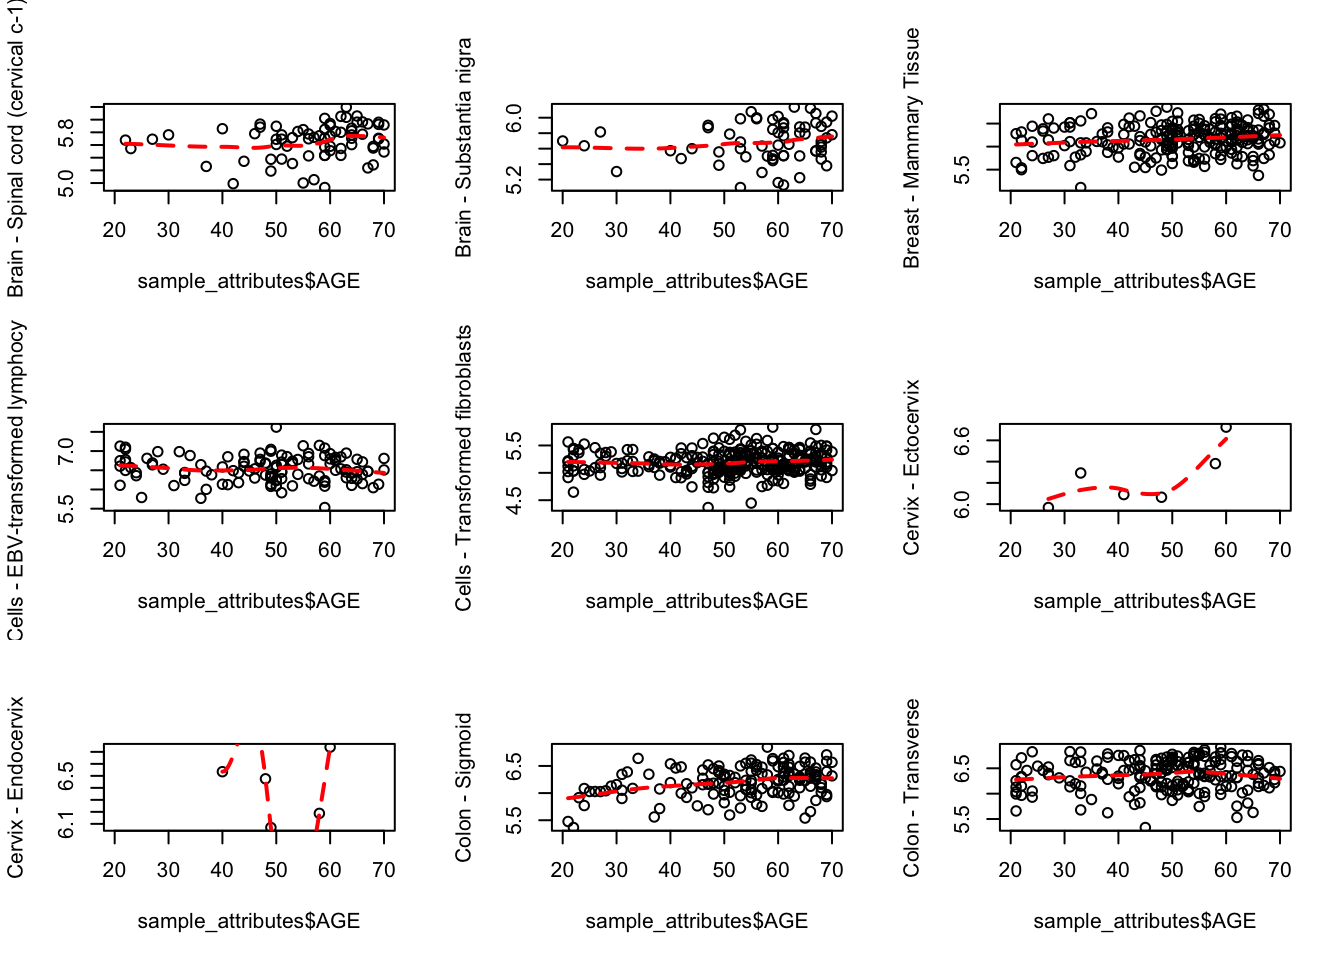 Brain - Spinal cord (cervical c-1)
5.0 5.8
20 30 40 50 60 70
sample_attributes$AGE
Brain - Substantia nigra
5.2 6.0
20 30 40 50 60 70
sample_attributes$AGE
Breast - Mammary Tissue
5.5
20 30 40 50 60 70
sample_attributes$AGE
Cells - EBV-transformed lymphocy
5.5 7.0
20 30 40 50 60 70
sample_attributes$AGE
Cells - Transformed fibroblasts
4.5 5.5
20 30 40 50 60 70
sample_attributes$AGE
Cervix - Ectocervix
6.0 6.6
20 30 40 50 60 70
sample_attributes$AGE
Cervix - Endocervix
6.1 6.5
20 30 40 50 60 70
sample_attributes$AGE
Colon - Sigmoid
5.5 6.5
20 30 40 50 60 70
sample_attributes$AGE
Colon - Transverse
5.5 6.5
20 30 40 50 60 70
sample_attributes$AGE